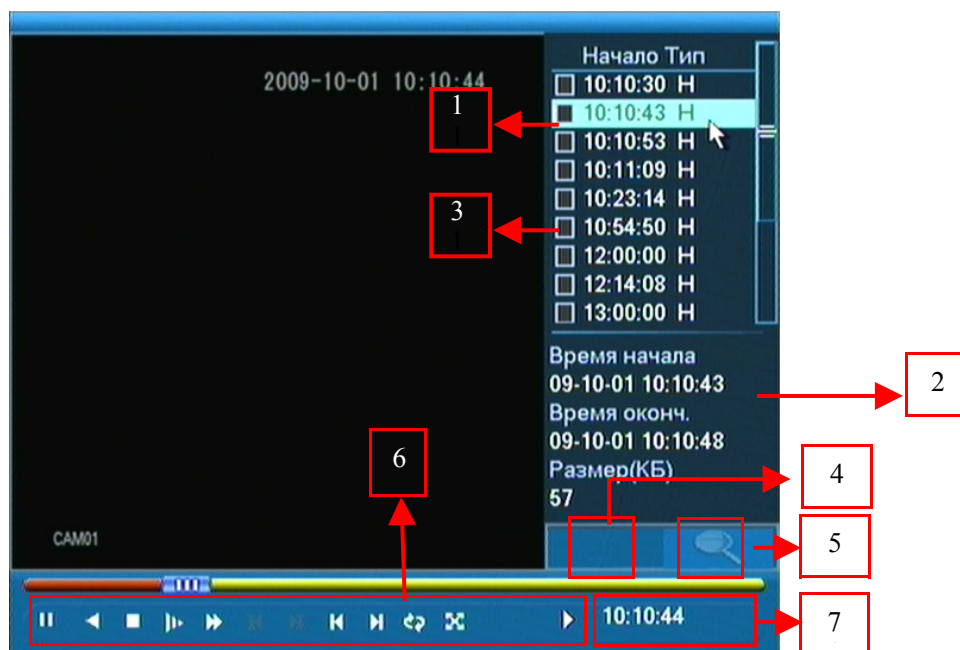 Начало Тип
2009-10-01 10:10:44
10:10:30 Н
10:10:43 Н
10:10:53 Н
10:11:09 Н
10:23:14 Н
10:54:50 Н
12:00:00 Н
12:14:08 Н
13:00:00 Н
1
1
3
1
Время начала
09-10-01 10:10:43
Время оконч.
09-10-01 10:10:48
Размер(КБ)
57
2
6
4
5
CAM01
10:10:44
7